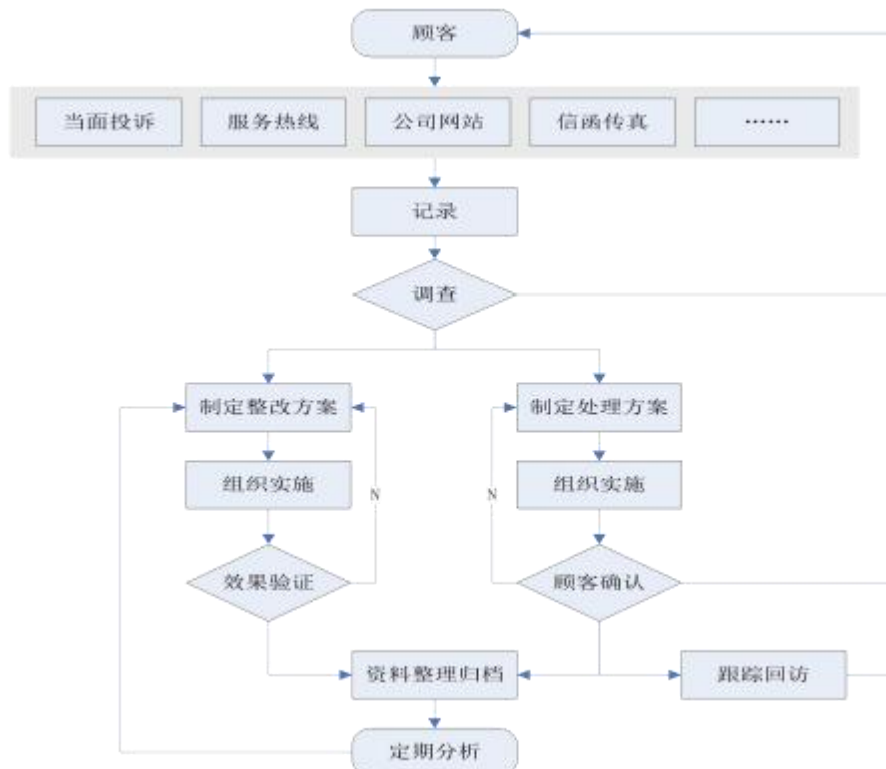 顾客
当面投诉
服务热线
公司网站
信函传真
……
记录
调查
制定整改方案
制定处理方案
组织实施
组织实施
N
N
效果验证
顾客确认
资料整理归档
跟踪回访
定期分析